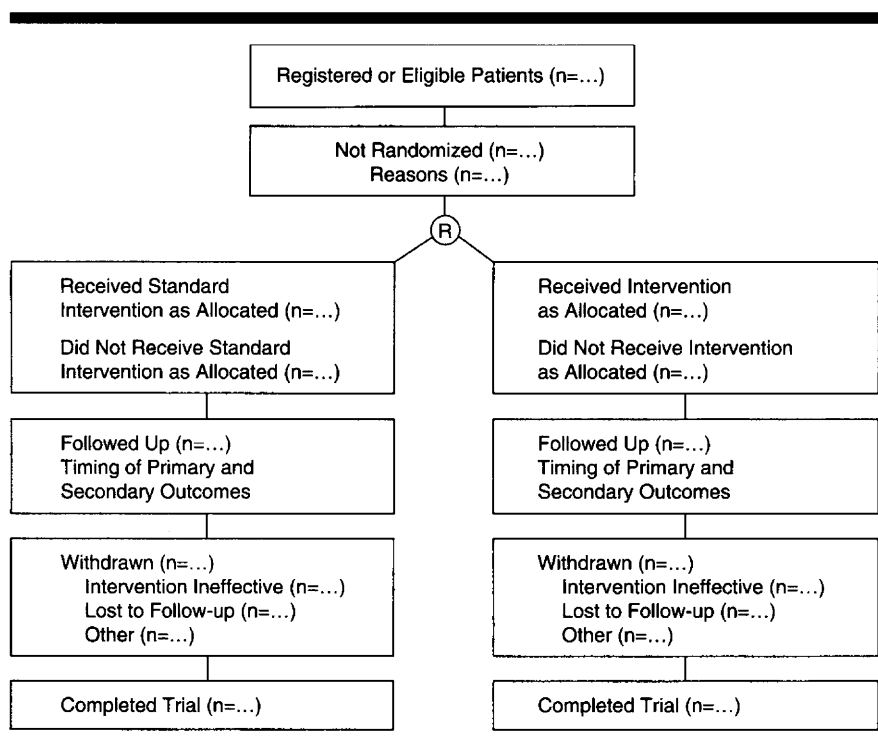 Registered or Eligible Patients (n=...)
Not Randomized (n=...)
Reasons (n=...)
R
Received Standard
Intervention as Allocated (n=...)
Did Not Receive Standard
Intervention as Allocated (n=...)
Followed Up (n=...)
Timing of Primary and
Secondary Outcomes
Withdrawn (n=...)
Intervention Ineffective (n=...)
Lost to Follow-up (n=...)
Other (n=...)
Completed Trial (n=...)
Received Intervention
as Allocated (n=...)
Did Not Receive Intervention
as Allocated (n=...)
Followed Up (n=...)
Timing of Primary and
Secondary Outcomes
Withdrawn (n=...)
Intervention Ineffective (n=...)
Lost to Follow-up (n=...)
Other (n=...)
Completed Trial (n=...)